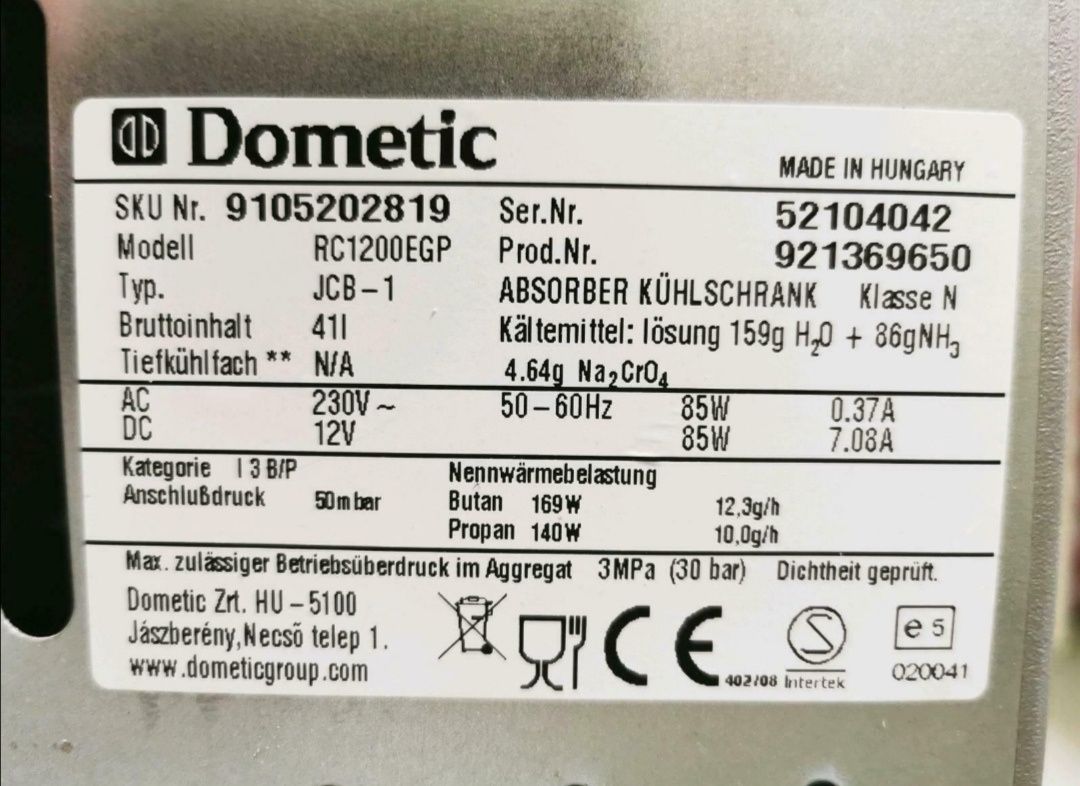 Dometic
MADE IN HUNGARY
SKU Nr. 9105202819 Ser.Nr. 52104042
Modell RC1200EGP Prod.Nr. 921369650
Typ. JCB-1 ABSORBER KÜHLSCHRANK Klasse N
Bruttoinhalt 41l Kältemittel: lösung 159g H₂O + 86gNH₃
Tiefkühlfach ** N/A 4.64g Na₂CrO₄
AC 230V ~ 50-60Hz 85W 0.37A
DC 12V 85W 7.08A
Kategorie I 3 B/P Nennwärmebelastung
Anschlußdruck 50mbar Butan 169W 12,3g/h
Propan 140W 10,0g/h
Max. zulässiger Betriebsüberdruck im Aggregat 3MPa (30 bar) Dichtheit geprüft.
Dometic Zrt. HU-5100
Jászberény,Necső telep 1.
www.dometicgroup.com
CE 402/08 S Intertek
e5
020041